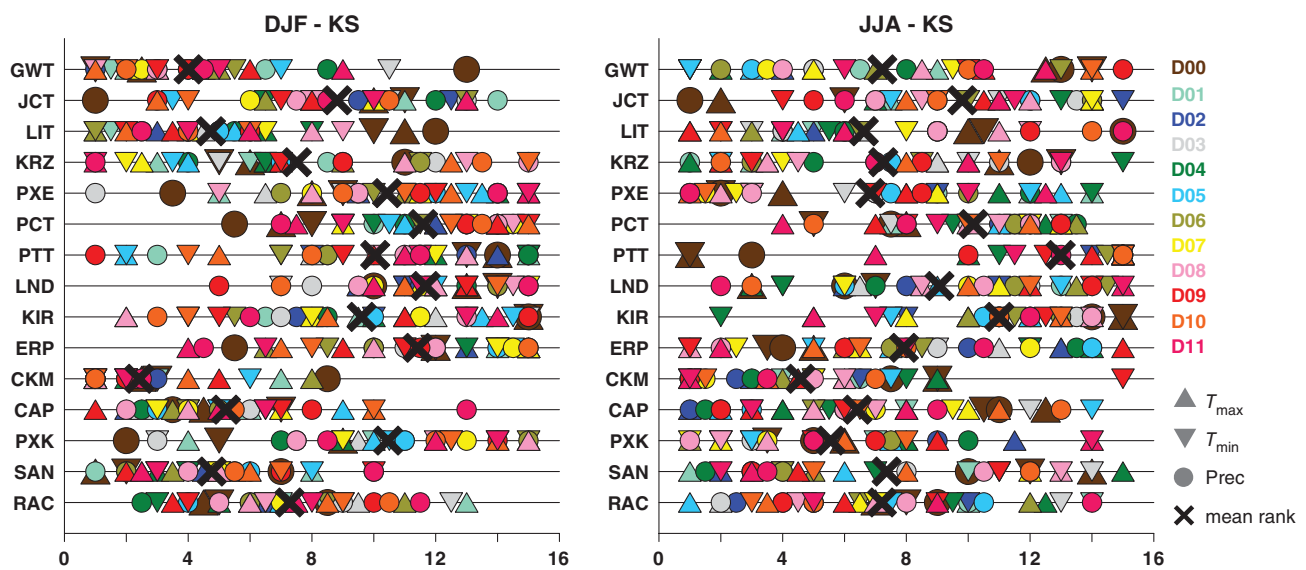 DJF - KS
GWT
JCT
LIT
KRZ
PXE
PCT
PTT
LND
KIR
ERP
CKM
CAP
PXK
SAN
RAC
0 4 8 12 16
JJA - KS
GWT
JCT
LIT
KRZ
PXE
PCT
PTT
LND
KIR
ERP
CKM
CAP
PXK
SAN
RAC
0 4 8 12 16
D00
D01
D02
D03
D04
D05
D06
D07
D08
D09
D10
D11
Tmax
Tmin
Prec
mean rank